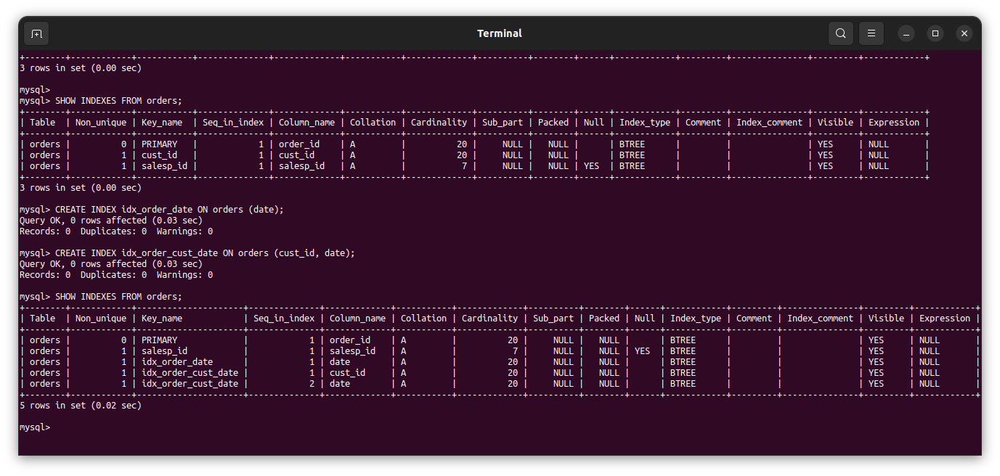 Terminal
+--------+------------+-----------+--------------+-------------+-----------+-------------+----------+--------+------+------------+---------+---------------+---------+------------+
3 rows in set (0.00 sec)
mysql>
mysql> SHOW INDEXES FROM orders;
+--------+------------+-----------+--------------+-------------+-----------+-------------+----------+--------+------+------------+---------+---------------+---------+------------+
| Table  | Non_unique | Key_name  | Seq_in_index | Column_name | Collation | Cardinality | Sub_part | Packed | Null | Index_type | Comment | Index_comment | Visible | Expression |
+--------+------------+-----------+--------------+-------------+-----------+-------------+----------+--------+------+------------+---------+---------------+---------+------------+
| orders |          0 | PRIMARY   |            1 | order_id    | A         |          20 |     NULL |   NULL |      | BTREE      |         |               | YES     | NULL       |
| orders |          1 | cust_id   |            1 | cust_id     | A         |          20 |     NULL |   NULL |      | BTREE      |         |               | YES     | NULL       |
| orders |          1 | salesp_id |            1 | salesp_id   | A         |           7 |     NULL |   NULL | YES  | BTREE      |         |               | YES     | NULL       |
+--------+------------+-----------+--------------+-------------+-----------+-------------+----------+--------+------+------------+---------+---------------+---------+------------+
3 rows in set (0.00 sec)
mysql> CREATE INDEX idx_order_date ON orders (date);
Query OK, 0 rows affected (0.03 sec)
Records: 0  Duplicates: 0  Warnings: 0
mysql> CREATE INDEX idx_order_cust_date ON orders (cust_id, date);
Query OK, 0 rows affected (0.03 sec)
Records: 0  Duplicates: 0  Warnings: 0
mysql> SHOW INDEXES FROM orders;
+--------+------------+---------------------+--------------+-------------+-----------+-------------+----------+--------+------+------------+---------+---------------+---------+------------+
| Table  | Non_unique | Key_name            | Seq_in_index | Column_name | Collation | Cardinality | Sub_part | Packed | Null | Index_type | Comment | Index_comment | Visible | Expression |
+--------+------------+---------------------+--------------+-------------+-----------+-------------+----------+--------+------+------------+---------+---------------+---------+------------+
| orders |          0 | PRIMARY             |            1 | order_id    | A         |          20 |     NULL |   NULL |      | BTREE      |         |               | YES     | NULL       |
| orders |          1 | salesp_id           |            1 | salesp_id   | A         |           7 |     NULL |   NULL | YES  | BTREE      |         |               | YES     | NULL       |
| orders |          1 | idx_order_date      |            1 | date        | A         |          20 |     NULL |   NULL |      | BTREE      |         |               | YES     | NULL       |
| orders |          1 | idx_order_cust_date |            1 | cust_id     | A         |          20 |     NULL |   NULL |      | BTREE      |         |               | YES     | NULL       |
| orders |          1 | idx_order_cust_date |            2 | date        | A         |          20 |     NULL |   NULL |      | BTREE      |         |               | YES     | NULL       |
+--------+------------+---------------------+--------------+-------------+-----------+-------------+----------+--------+------+------------+---------+---------------+---------+------------+
5 rows in set (0.02 sec)
mysql>